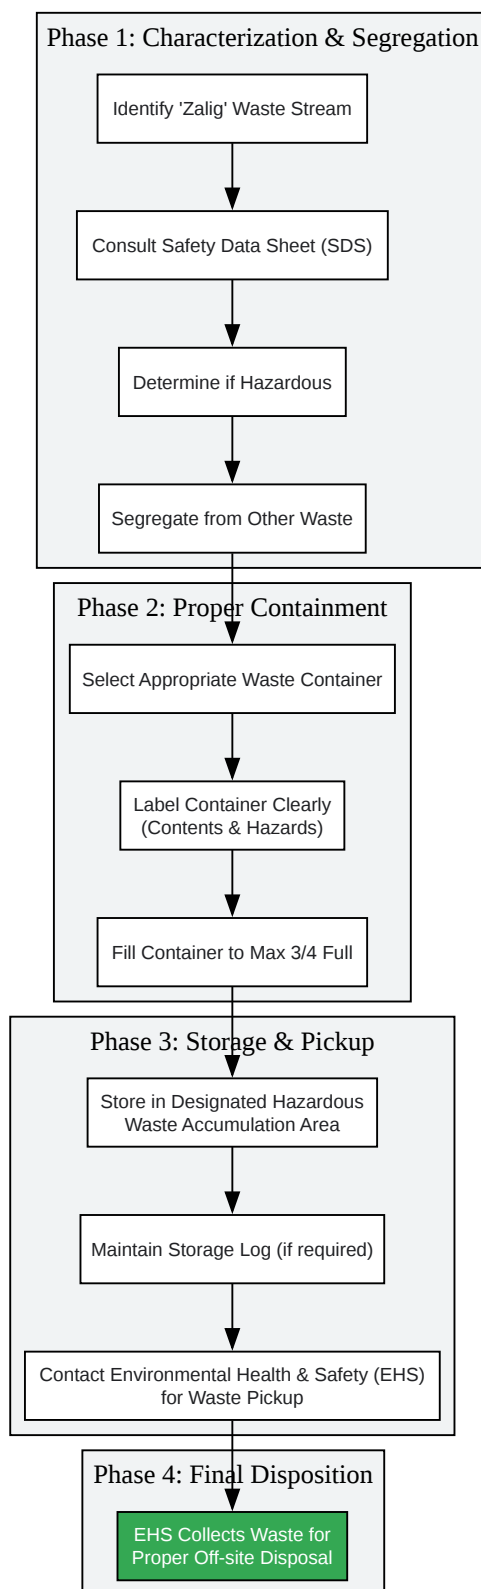 Phase 1: Characterization & Segregation
Identify 'Zalig' Waste Stream
Consult Safety Data Sheet (SDS)
Determine if Hazardous
Segregate from Other Waste
Phase 2: Proper Containment
Select Appropriate Waste Container
Label Container Clearly
(Contents & Hazards)
Fill Container to Max 3/4 Full
Phase 3: Storage & Pickup
Store in Designated Hazardous
Waste Accumulation Area
Maintain Storage Log (if required)
Contact Environmental Health & Safety (EHS)
for Waste Pickup
Phase 4: Final Disposition
EHS Collects Waste for
Proper Off-site Disposal